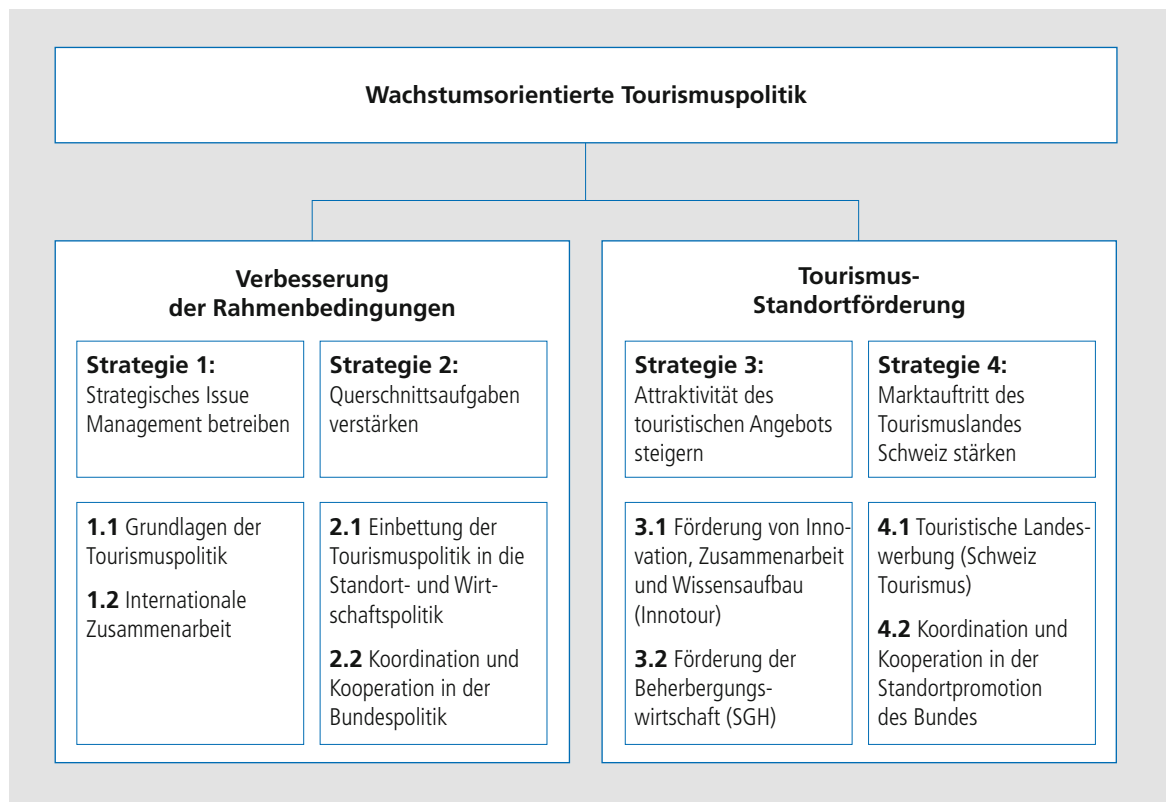 Wachstumsorientierte Tourismuspolitik
Verbesserung
der Rahmenbedingungen
Strategie 1:
Strategisches Issue
Management betreiben
Strategie 2:
Querschnittsaufgaben
verstärken
1.1 Grundlagen der
Tourismuspolitik
1.2 Internationale
Zusammenarbeit
2.1 Einbettung der
Tourismuspolitik in die
Standort- und Wirt-
schaftspolitik
2.2 Koordination und
Kooperation in der
Bundespolitik
Tourismus-
Standortförderung
Strategie 3:
Attraktivität des
touristischen Angebots
steigern
Strategie 4:
Marktauftritt des
Tourismuslandes
Schweiz stärken
3.1 Förderung von Inno-
vation, Zusammenarbeit
und Wissensaufbau
(Innotour)
3.2 Förderung der
Beherbergungs-
wirtschaft (SGH)
4.1 Touristische Landes-
werbung (Schweiz
Tourismus)
4.2 Koordination und
Kooperation in der
Standortpromotion
des Bundes